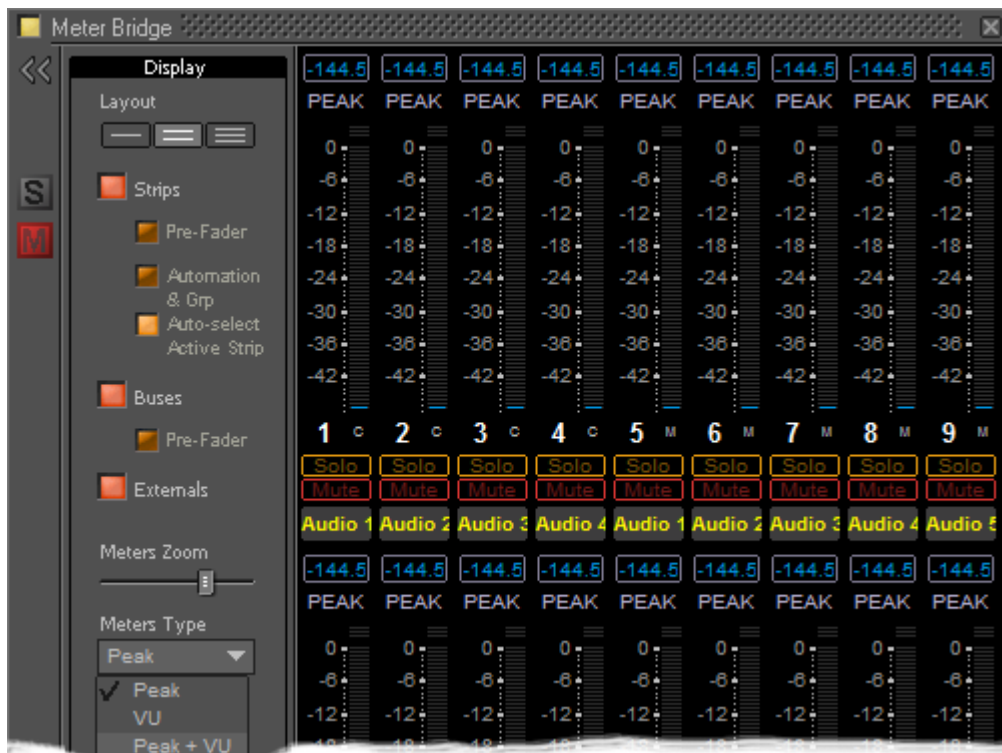 Meter Bridge
Display
Layout
S
M
Strips
Pre-Fader
Automation
& Grp
Auto-select
Active Strip
Buses
Pre-Fader
Externals
Meters Zoom
Meters Type
Peak
Peak
VU
Peak + VU
-144.5 -144.5 -144.5 -144.5 -144.5 -144.5 -144.5 -144.5 -144.5
PEAK PEAK PEAK PEAK PEAK PEAK PEAK PEAK PEAK
0 0 0 0 0 0 0 0 0
-6 -6 -6 -6 -6 -6 -6 -6 -6
-12 -12 -12 -12 -12 -12 -12 -12 -12
-18 -18 -18 -18 -18 -18 -18 -18 -18
-24 -24 -24 -24 -24 -24 -24 -24 -24
-30 -30 -30 -30 -30 -30 -30 -30 -30
-36 -36 -36 -36 -36 -36 -36 -36 -36
-42 -42 -42 -42 -42 -42 -42 -42 -42
1 C 2 C 3 C 4 C 5 M 6 M 7 M 8 M 9 M
Solo Solo Solo Solo Solo Solo Solo Solo Solo
Mute Mute Mute Mute Mute Mute Mute Mute Mute
Audio 1 Audio 2 Audio 3 Audio 4 Audio 1 Audio 2 Audio 3 Audio 4 Audio 5
-144.5 -144.5 -144.5 -144.5 -144.5 -144.5 -144.5 -144.5 -144.5
PEAK PEAK PEAK PEAK PEAK PEAK PEAK PEAK PEAK
0 0 0 0 0 0 0 0 0
-6 -6 -6 -6 -6 -6 -6 -6 -6
-12 -12 -12 -12 -12 -12 -12 -12 -12